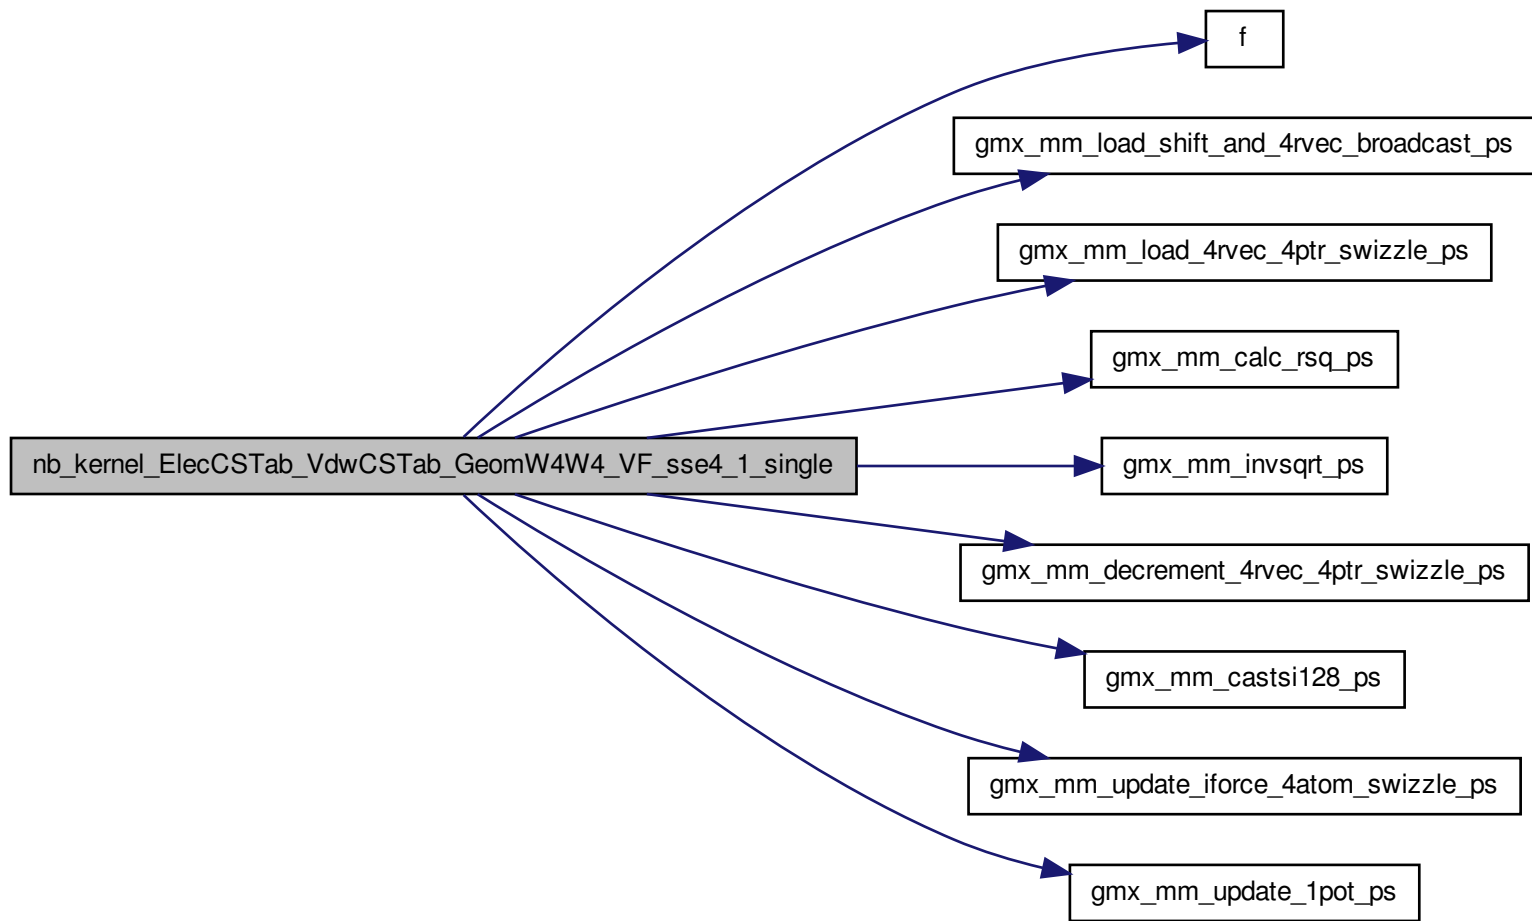 f
gmx_mm_load_shift_and_4rvec_broadcast_ps
gmx_mm_load_4rvec_4ptr_swizzle_ps
gmx_mm_calc_rsq_ps
nb_kernel_ElecCSTab_VdwCSTab_GeomW4W4_VF_sse4_1_single
gmx_mm_invsqrt_ps
gmx_mm_decrement_4rvec_4ptr_swizzle_ps
gmx_mm_castsi128_ps
gmx_mm_update_iforce_4atom_swizzle_ps
gmx_mm_update_1pot_ps